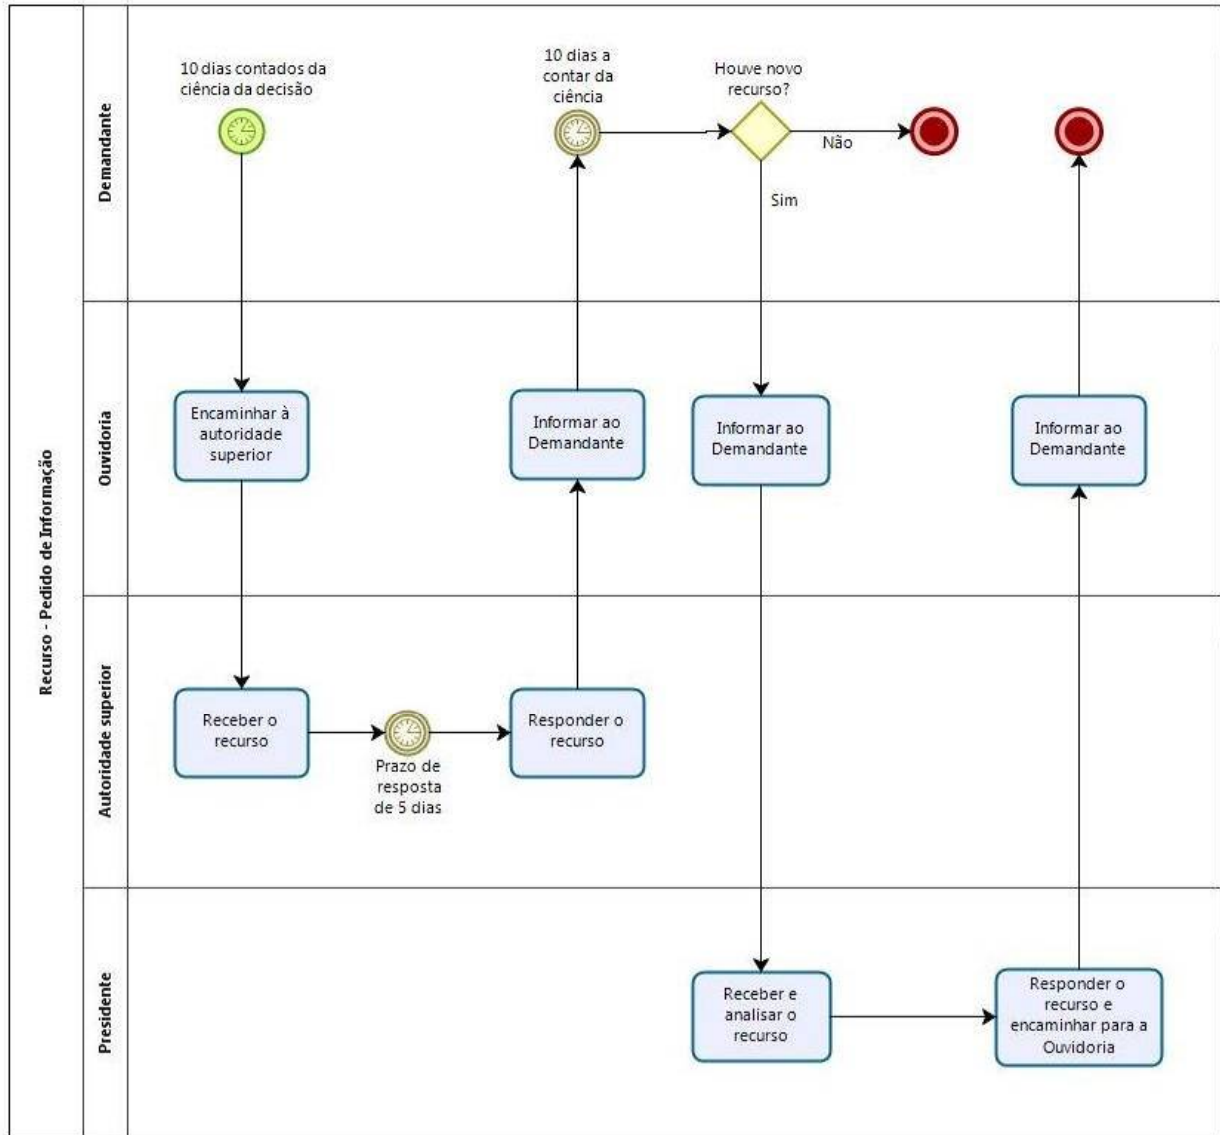 Recurso - Pedido de Informação
Demandante
10 dias contados da
ciência da decisão
10 dias a
contar da
ciência
Houve novo
recurso?
Não
Sim
Ouvidoria
Encaminhar à
autoridade
superior
Informar ao
Demandante
Informar ao
Demandante
Informar ao
Demandante
Autoridade superior
Receber o
recurso
Prazo de
resposta
de 5 dias
Responder o
recurso
Presidente
Receber e
analisar o
recurso
Responder o
recurso e
encaminhar para a
Ouvidoria